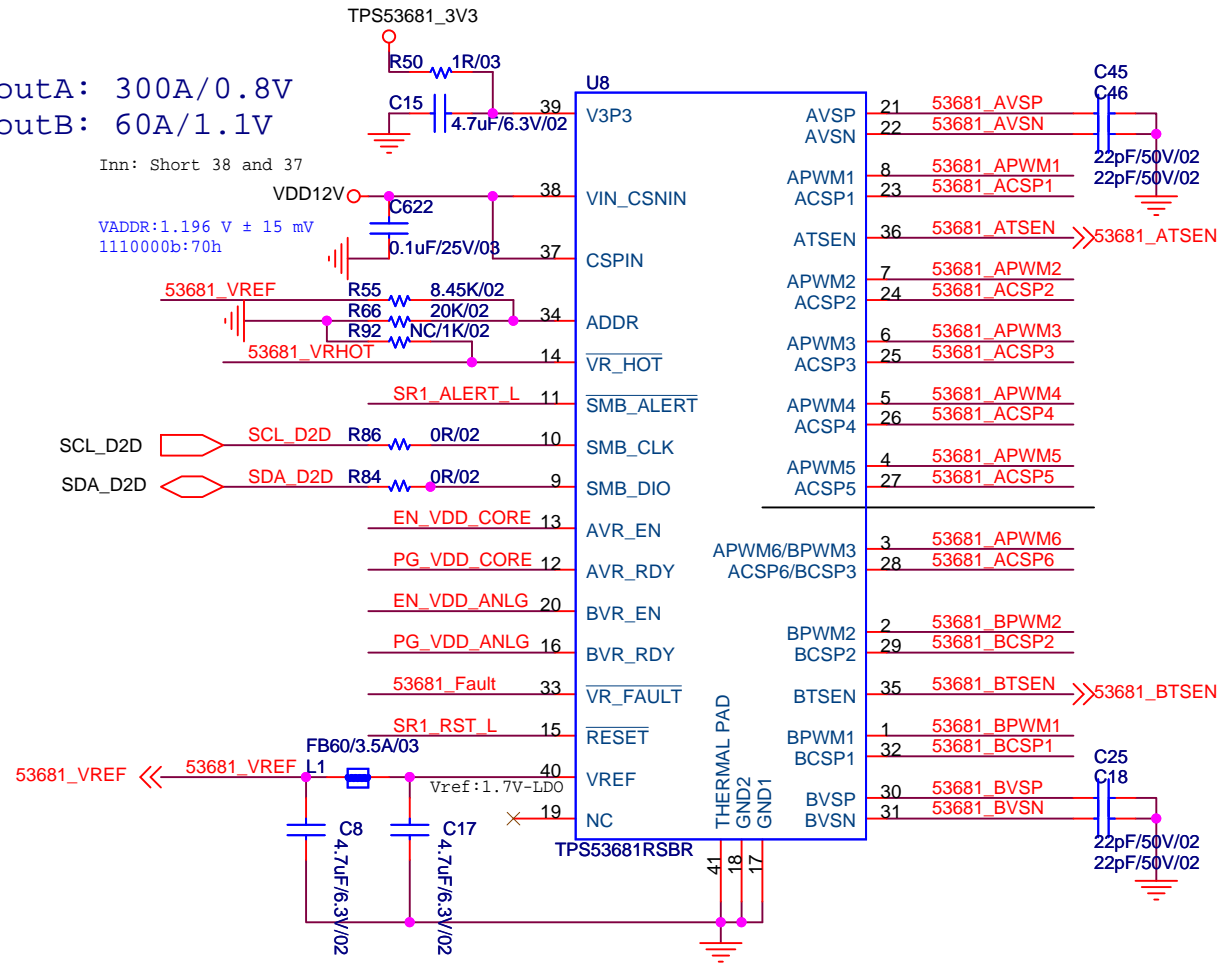 TPS53681_3V3
R50 1R/03
outA: 300A/0.8V
outB: 60A/1.1V
C15
4.7uF/6.3V/02
Inn: Short 38 and 37
VDD12V
C622
0.1uF/25V/03
VADDR:1.196 V ± 15 mV
1110000b:70h
53681_VREF R55 8.45K/02
R66 20K/02
R92 NC/1K/02
53681_VRHOT
SR1_ALERT_L
SCL_D2D SCL_D2D R86 0R/02
SDA_D2D SDA_D2D R84 0R/02
EN_VDD_CORE
PG_VDD_CORE
EN_VDD_ANLG
PG_VDD_ANLG
53681_Fault
SR1_RST_L
FB60/3.5A/03
53681_VREF 53681_VREF L1
Vref:1.7V-LDO
C8 4.7uF/6.3V/02
C17 4.7uF/6.3V/02
U8
39 V3P3
38 VIN_CSNIN
37 CSPIN
34 ADDR
14 VR_HOT
11 SMB_ALERT
10 SMB_CLK
9 SMB_DIO
13 AVR_EN
12 AVR_RDY
20 BVR_EN
16 BVR_RDY
33 VR_FAULT
15 RESET
40 VREF
19 NC
TPS53681RSBR
THERMAL PAD 41
GND2 18
GND1 17
AVSP 21 53681_AVSP
AVSN 22 53681_AVSN
APWM1 8 53681_APWM1
ACSP1 23 53681_ACSP1
ATSEN 36 53681_ATSEN 53681_ATSEN
APWM2 7 53681_APWM2
ACSP2 24 53681_ACSP2
APWM3 6 53681_APWM3
ACSP3 25 53681_ACSP3
APWM4 5 53681_APWM4
ACSP4 26 53681_ACSP4
APWM5 4 53681_APWM5
ACSP5 27 53681_ACSP5
APWM6/BPWM3 3 53681_APWM6
ACSP6/BCSP3 28 53681_ACSP6
BPWM2 2 53681_BPWM2
BCSP2 29 53681_BCSP2
BTSEN 35 53681_BTSEN 53681_BTSEN
BPWM1 1 53681_BPWM1
BCSP1 32 53681_BCSP1
BVSP 30 53681_BVSP
BVSN 31 53681_BVSN
C45
C46
22pF/50V/02
22pF/50V/02
C25
C18
22pF/50V/02
22pF/50V/02